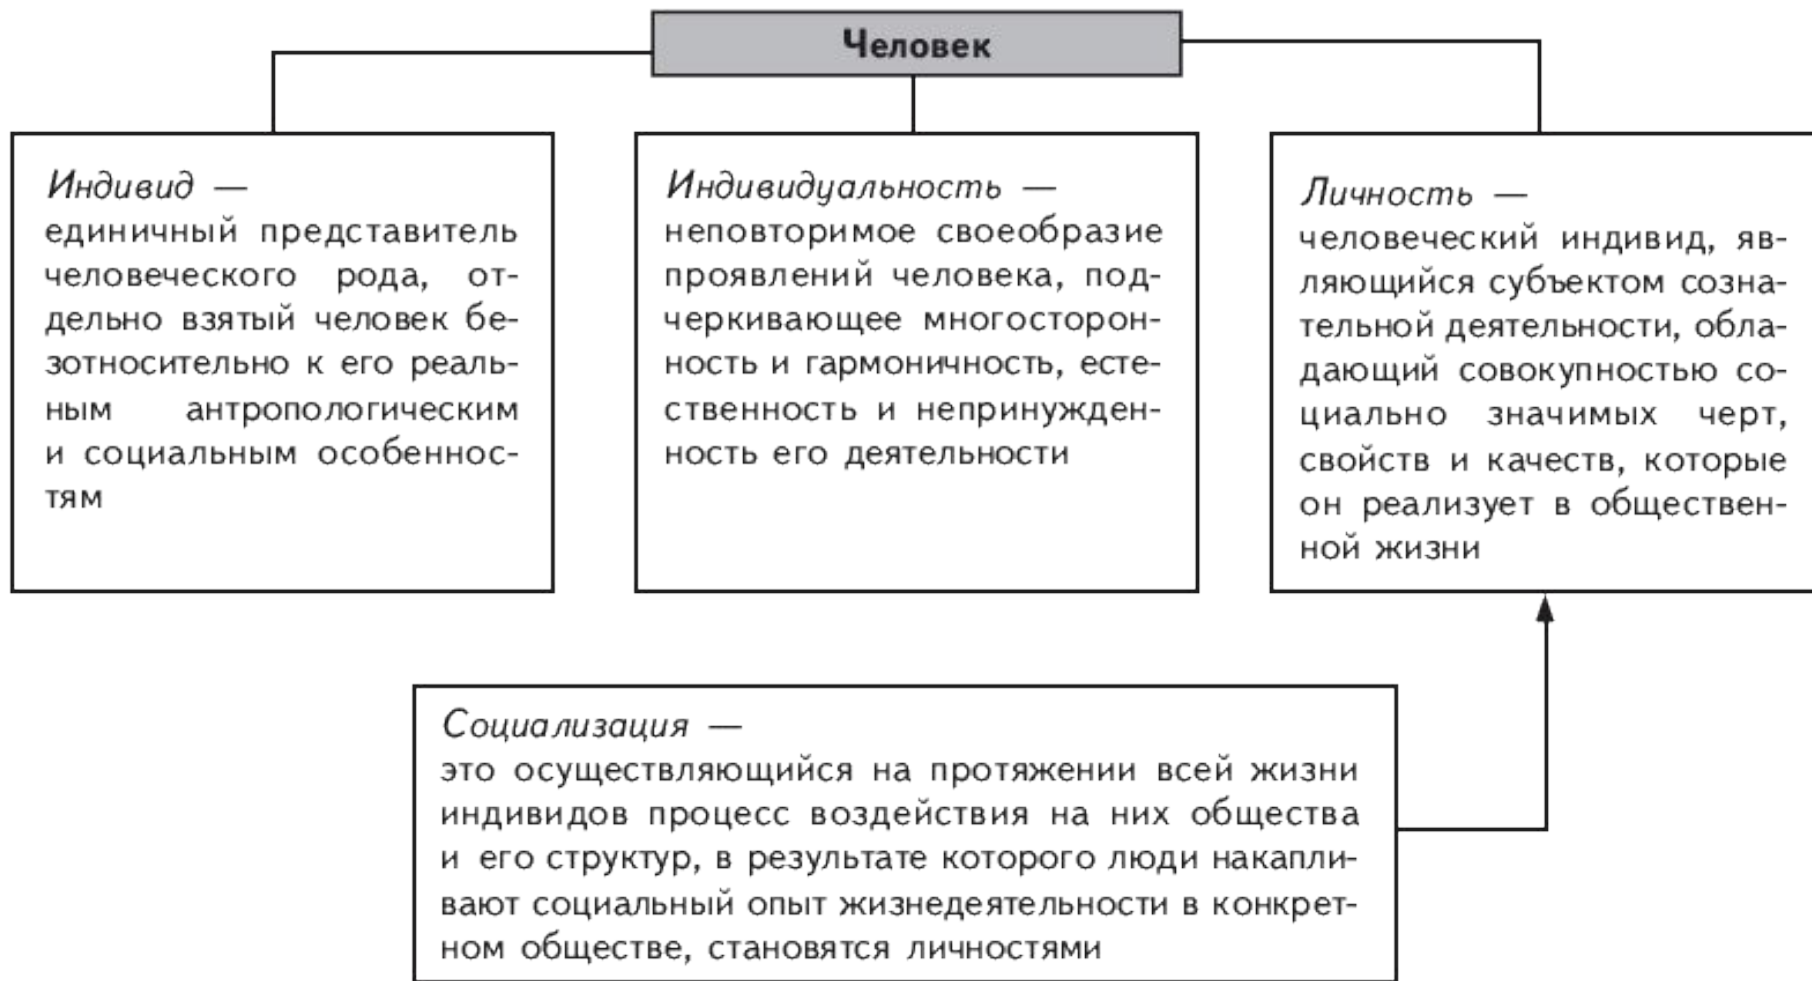 Человек
Индивид —
единичный представитель
человеческого рода, от-
дельно взятый человек бе-
зотносительно к его реаль-
ным антропологическим
и социальным особеннос-
тям
Индивидуальность —
неповторимое своеобразие
проявлений человека, под-
черкивающее многосторон-
ность и гармоничность, есте-
ственность и непринужден-
ность его деятельности
Личность —
человеческий индивид, яв-
ляющийся субъектом созна-
тельной деятельности, обла-
дающий совокупностью со-
циально значимых черт,
свойств и качеств, которые
он реализует в обществен-
ной жизни
Социализация —
это осуществляющийся на протяжении всей жизни
индивидов процесс воздействия на них общества
и его структур, в результате которого люди накапли-
вают социальный опыт жизнедеятельности в конкрет-
ном обществе, становятся личностями